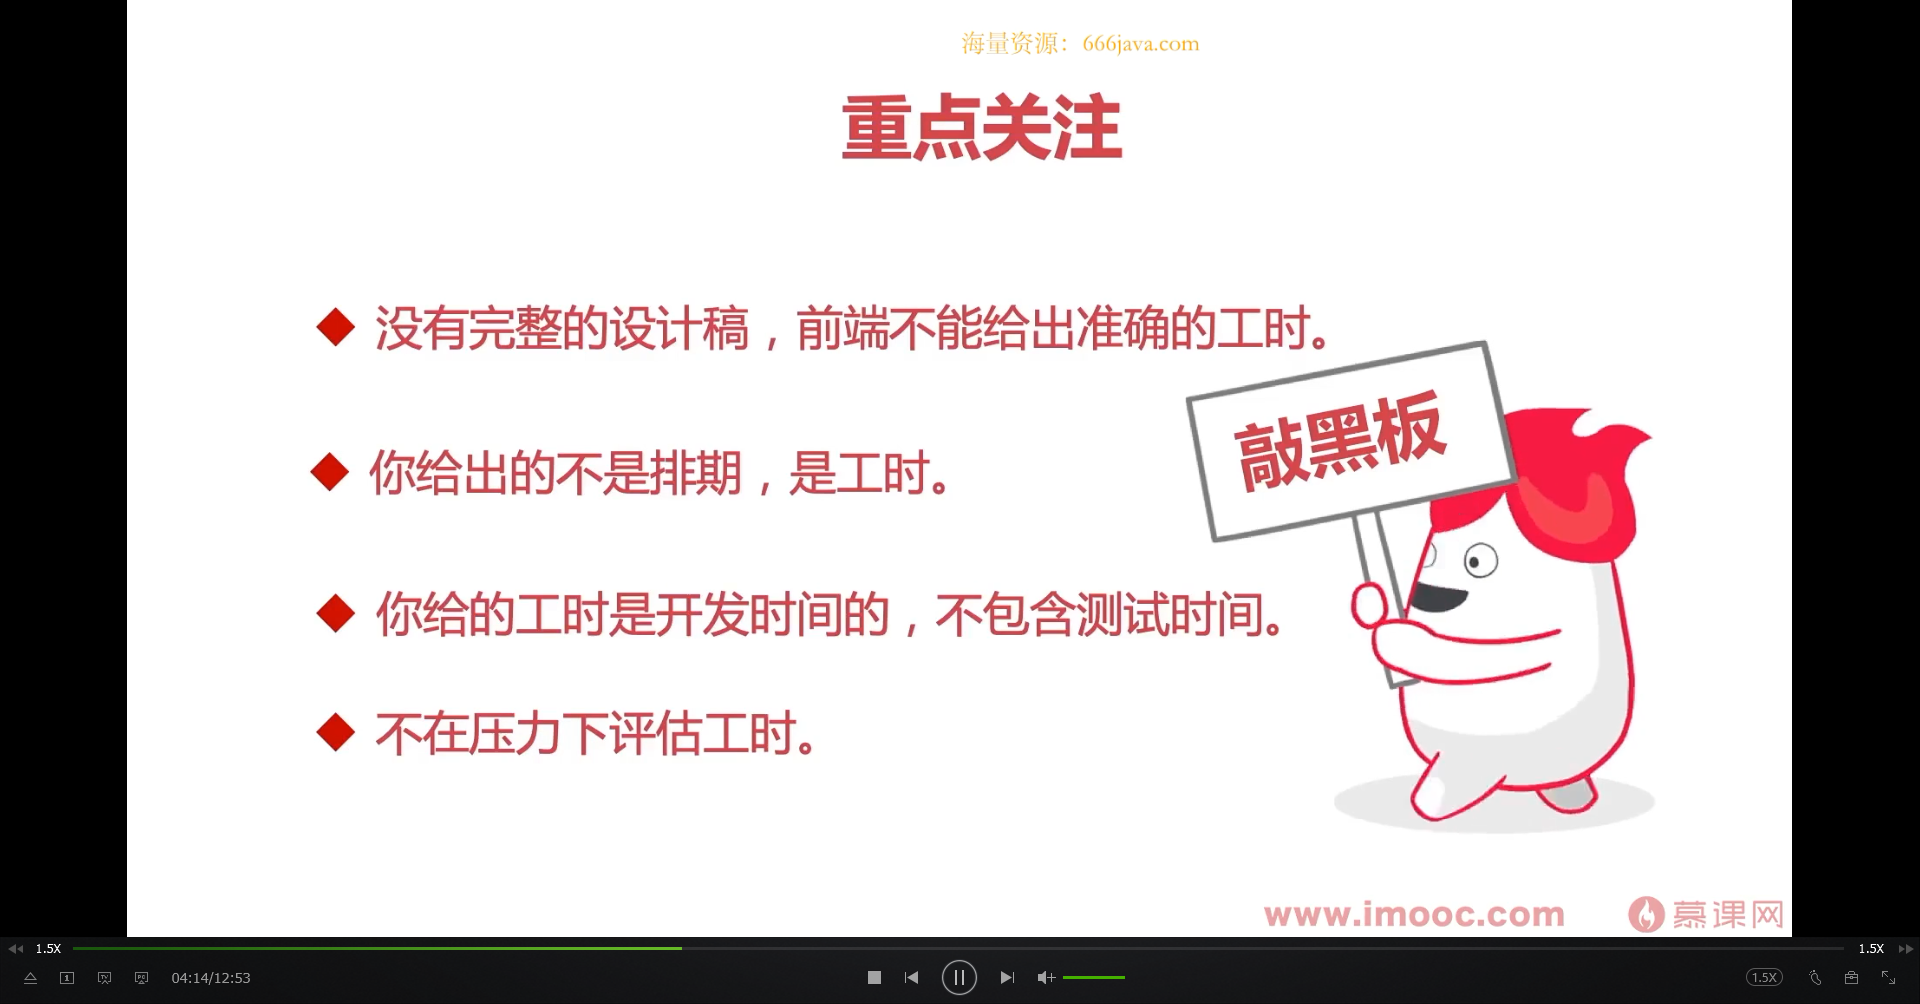 海量资源：666java.com
重点关注
没有完整的设计稿，前端不能给出准确的工时。
敲黑板
你给出的不是排期，是工时。
你给的工时是开发时间的，不包含测试时间。
不在压力下评估工时。
www.imooc.com 慕课网
1.5X 1.5X
04:14/12:53 1.5X